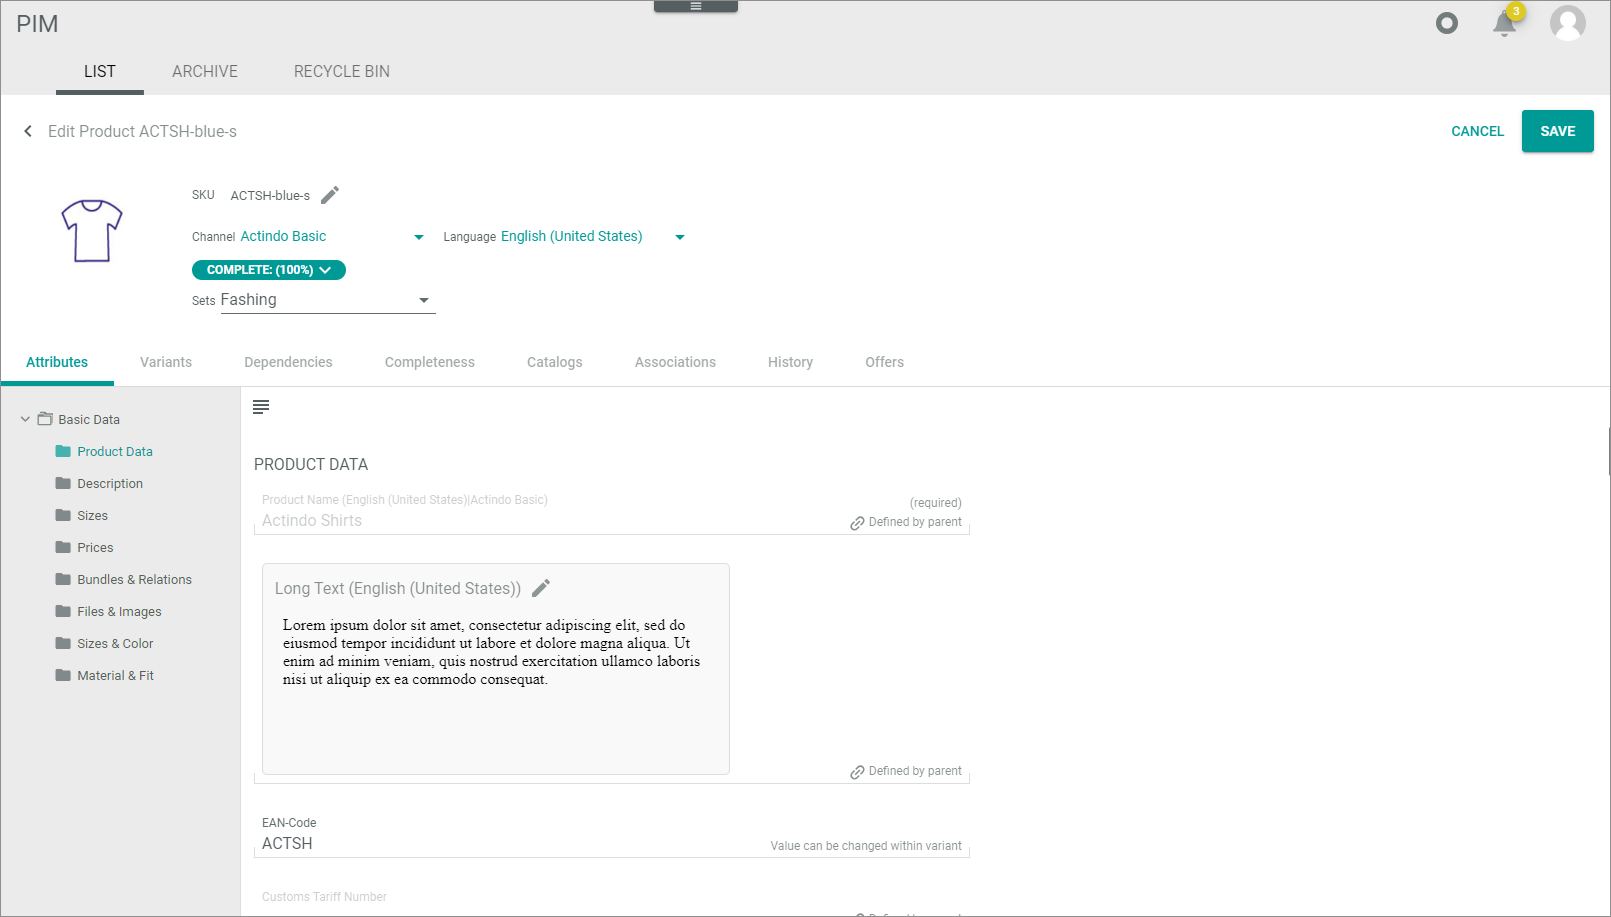 PIM
3
LIST
ARCHIVE
RECYCLE BIN
Edit Product ACTSH-blue-s
CANCEL
SAVE
SKU ACTSH-blue-s
Channel Actindo Basic
Language English (United States)
COMPLETE: (100%)
Sets Fashing
Attributes
Variants
Dependencies
Completeness
Catalogs
Associations
History
Offers
Basic Data
Product Data
Description
Sizes
Prices
Bundles & Relations
Files & Images
Sizes & Color
Material & Fit
PRODUCT DATA
Product Name (English (United States)|Actindo Basic)
(required)
Actindo Shirts
Defined by parent
Long Text (English (United States))
Lorem ipsum dolor sit amet, consectetur adipiscing elit, sed do
eiusmod tempor incididunt ut labore et dolore magna aliqua. Ut
enim ad minim veniam, quis nostrud exercitation ullamco laboris
nisi ut aliquip ex ea commodo consequat.
Defined by parent
EAN-Code
ACTSH
Value can be changed within variant
Customs Tariff Number